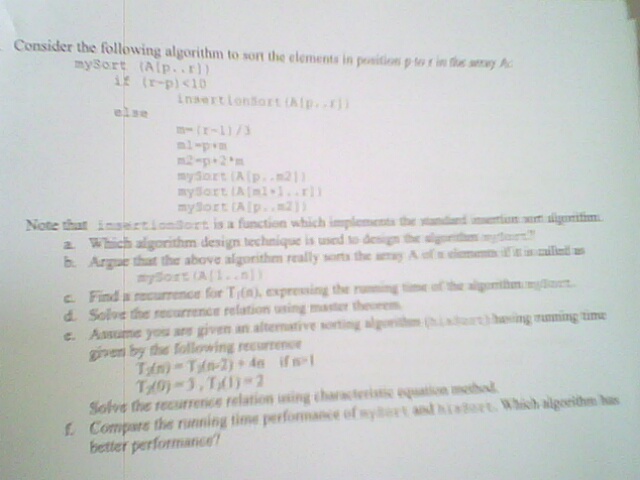 Consider the following algorithm to sort the elements in position p to r in the array A:
mySort (A[p..r])
if (r-p)<10
insertionSort(A[p..r])
else
m=(r-1)/3
m1=p+m
m2=p+2*m
mySort(A[p..m2])
mySort(A[m1+1..r])
mySort(A[p..m2])
Note that insertionSort is a function which implements the standard insertion sort algorithm.
a. Which algorithm design technique is used to design the algorithm mySort?
b. Argue that the above algorithm really sorts the array A of n elements if it is called as
mySort(A[1..n])
c. Find a recurrence for T₁(n), expressing the running time of the algorithm mySort.
d. Solve the recurrence relation using master theorem.
e. Assume you are given an alternative sorting algorithm (hisSort) having running time
given by the following recurrence
T₂(n) = T₂(n-2) + 4n if n>1
T₂(0) = 3, T₂(1) = 2
Solve the recurrence relation using characteristic equation method.
f. Compare the running time performance of mySort and hisSort. Which algorithm has
better performance?